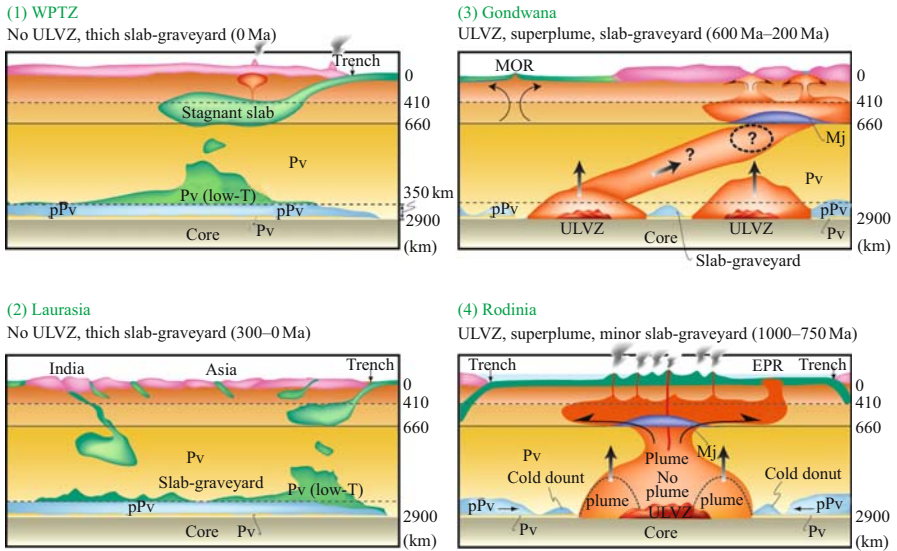 (1) WPTZ
No ULVZ, thick slab-graveyard (0 Ma)
Trench
0
410
Stagnant slab
660
Pv
350 km
Pv (low-T)
pPv
pPv
2900
Core
Pv
(km)
(3) Gondwana
ULVZ, superplume, slab-graveyard (600 Ma–200 Ma)
MOR
0
410
660
?
?
Mj
Pv
pPv
pPv
2900
ULVZ
Core
ULVZ
Pv
(km)
Slab-graveyard
(2) Laurasia
No ULVZ, thick slab-graveyard (300–0 Ma)
India
Asia
Trench
0
410
660
Pv
Slab-graveyard
Pv (low-T)
pPv
2900
Core
Pv
(km)
(4) Rodinia
ULVZ, superplume, minor slab-graveyard (1000–750 Ma)
Trench
EPR
Trench
0
410
660
Pv
Plume
Mj
Cold dount
No
Cold donut
plume
plume
plume
pPv
ULVZ
pPv
2900
Pv
Core
Pv
(km)